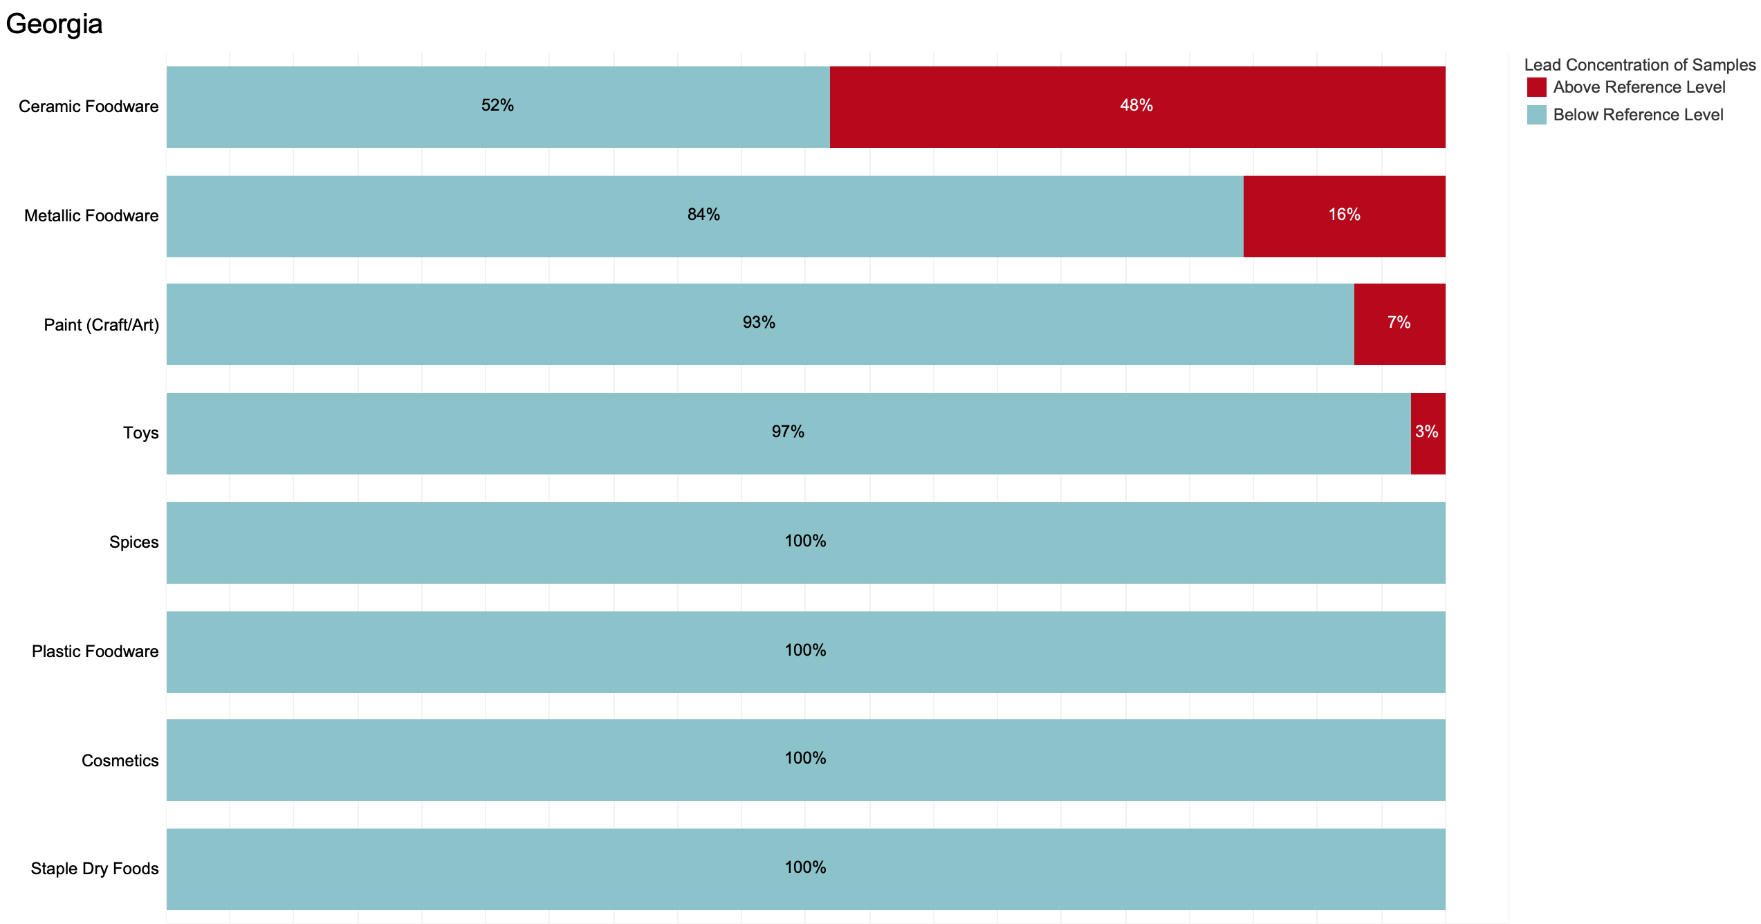 Georgia
Lead Concentration of Samples
Above Reference Level
Below Reference Level
Ceramic Foodware 52% 48%
Metallic Foodware 84% 16%
Paint (Craft/Art) 93% 7%
Toys 97% 3%
Spices 100%
Plastic Foodware 100%
Cosmetics 100%
Staple Dry Foods 100%